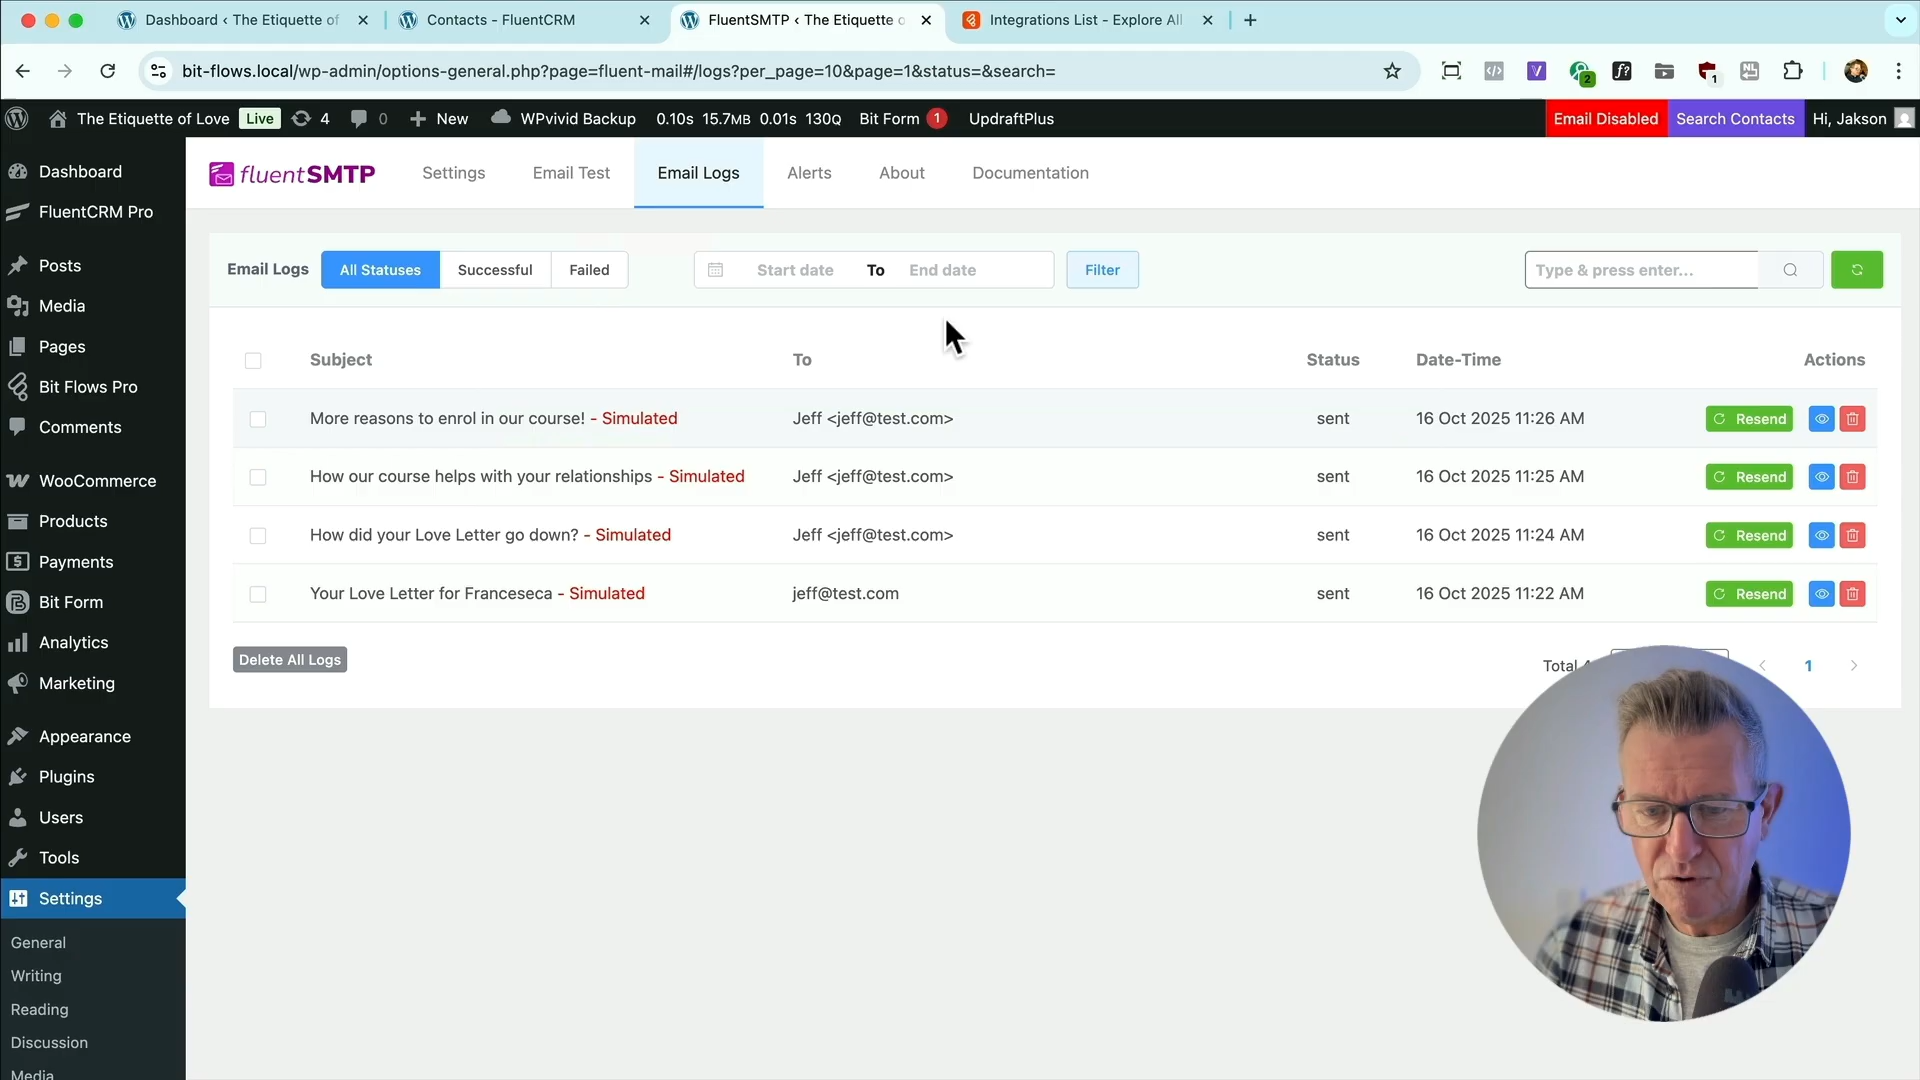 Dashboard ‹ The Etiquette of
Contacts - FluentCRM
FluentSMTP ‹ The Etiquette o
Integrations List - Explore All
bit-flows.local/wp-admin/options-general.php?page=fluent-mail#/logs?per_page=10&page=1&status=&search=
2
1
The Etiquette of Love Live 4 0 New WPvivid Backup 0.10s 15.7MB 0.01s 130Q Bit Form 1 UpdraftPlus Email Disabled Search Contacts Hi, Jakson
Dashboard
FluentCRM Pro
Posts
Media
Pages
Bit Flows Pro
Comments
WooCommerce
Products
Payments
Bit Form
Analytics
Marketing
Appearance
Plugins
Users
Tools
Settings
General
Writing
Reading
Discussion
Media
fluentSMTP Settings Email Test Email Logs Alerts About Documentation
Email Logs All Statuses Successful Failed Start date To End date Filter Type & press enter...
Subject To Status Date-Time Actions
More reasons to enrol in our course! - Simulated Jeff <jeff@test.com> sent 16 Oct 2025 11:26 AM Resend
How our course helps with your relationships - Simulated Jeff <jeff@test.com> sent 16 Oct 2025 11:25 AM Resend
How did your Love Letter go down? - Simulated Jeff <jeff@test.com> sent 16 Oct 2025 11:24 AM Resend
Your Love Letter for Franceseca - Simulated jeff@test.com sent 16 Oct 2025 11:22 AM Resend
Delete All Logs
Total 1